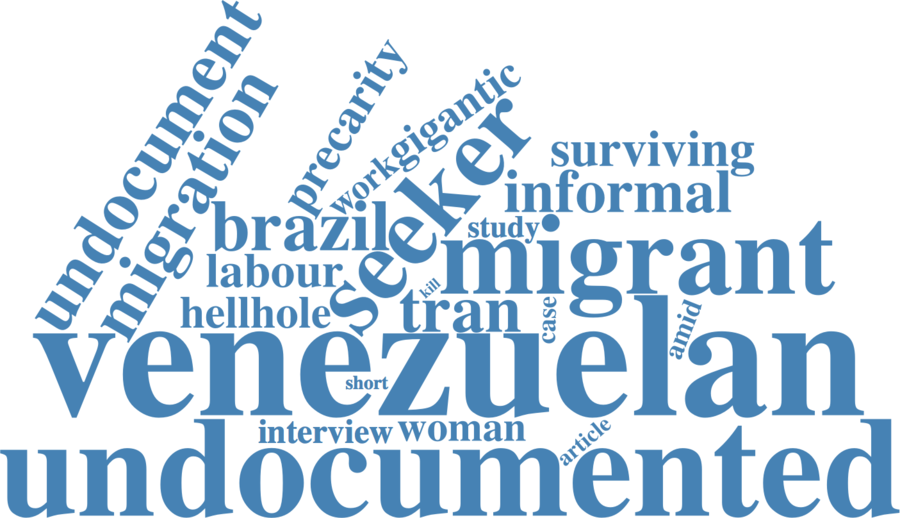 undocument
migration
precarity
workgigantic
seeker
surviving
informal
brazil
study
migrant
labour
kill
hellhole
tran
case
amid
venezuelan
short
interview woman
article
undocumented